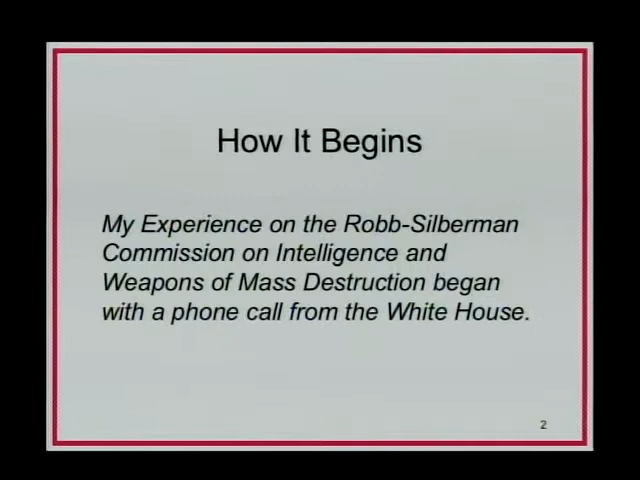 How It Begins
My Experience on the Robb-Silberman
Commission on Intelligence and
Weapons of Mass Destruction began
with a phone call from the White House.
2